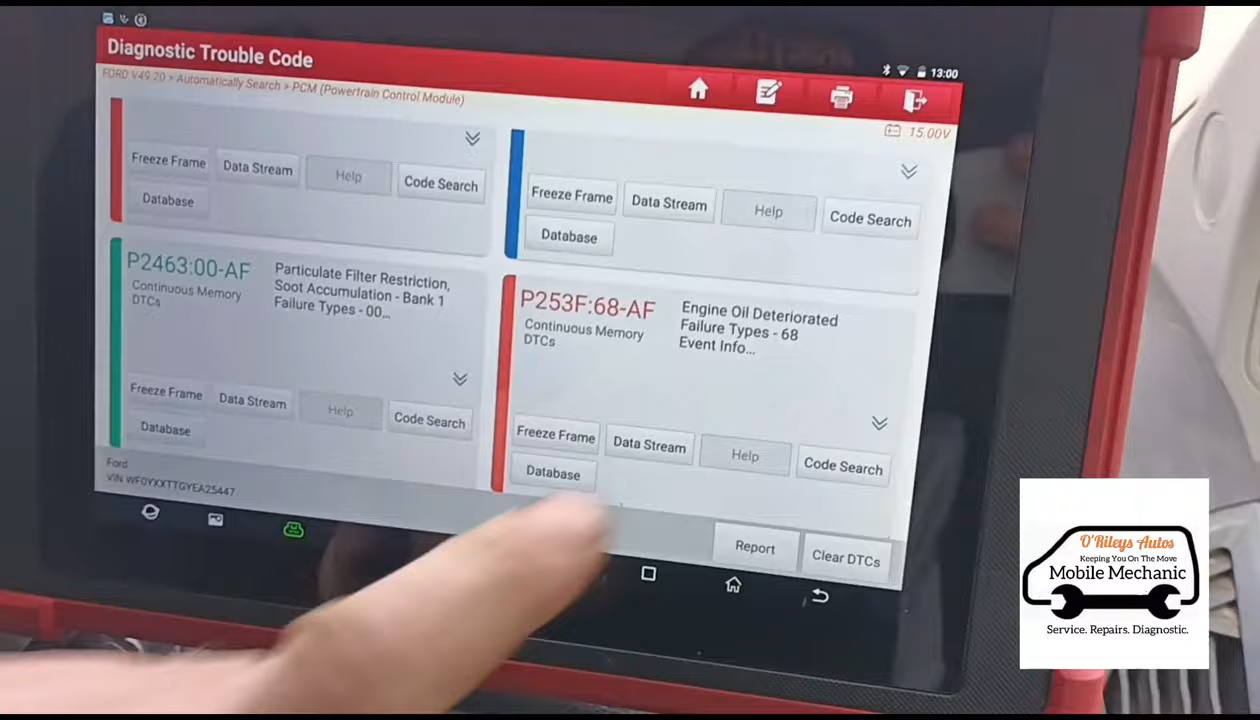 Diagnostic Trouble Code
13:00
FORD V49.20 > Automatically Search > PCM (Powertrain Control Module)
15.00V
Freeze Frame
Data Stream
Help
Code Search
Database
Freeze Frame
Data Stream
Help
Code Search
Database
P2463:00-AF
Continuous Memory
DTCs
Particulate Filter Restriction,
Soot Accumulation - Bank 1
Failure Types - 00...
Freeze Frame
Data Stream
Help
Code Search
Database
P253F:68-AF
Continuous Memory
DTCs
Engine Oil Deteriorated
Failure Types - 68
Event Info...
Freeze Frame
Data Stream
Help
Code Search
Database
Ford
VIN WF0YXXTTGYEA25447
Report
Clear DTCs
O'Rileys Autos
Keeping You On The Move
Mobile Mechanic
Service. Repairs. Diagnostic.